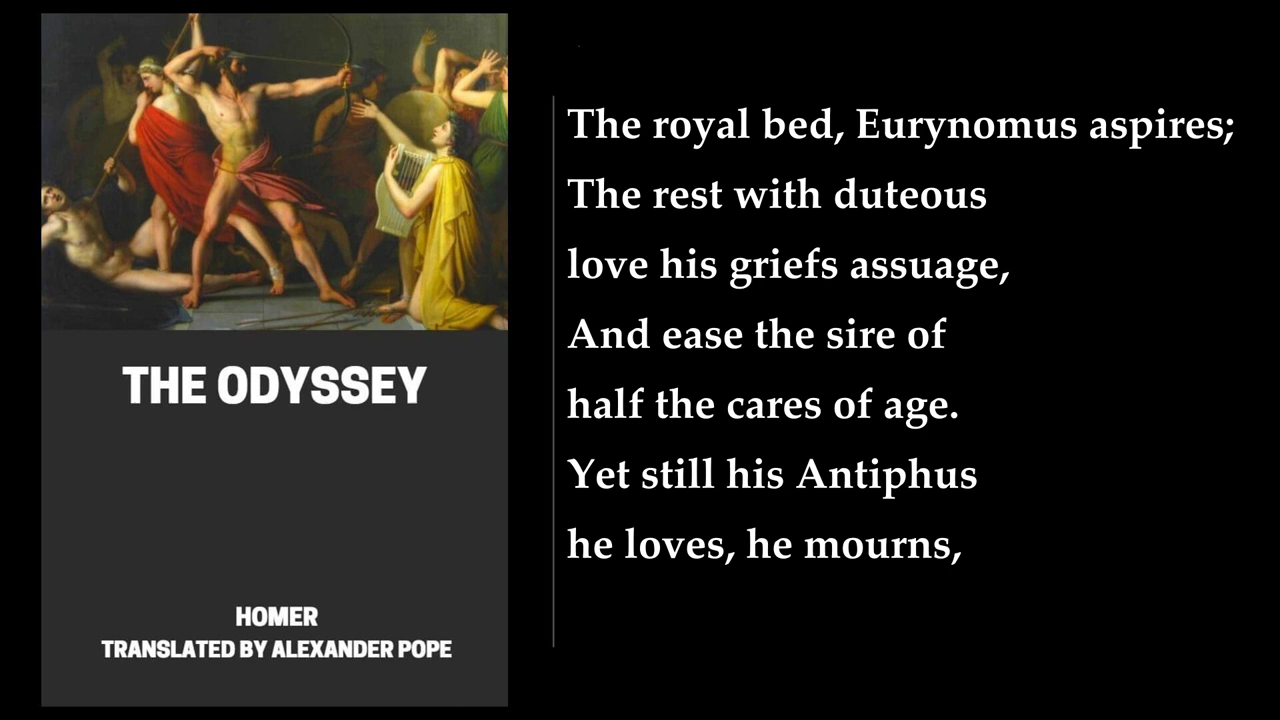 THE ODYSSEY
HOMER
TRANSLATED BY ALEXANDER POPE
The royal bed, Eurynomus aspires;
The rest with duteous
love his griefs assuage,
And ease the sire of
half the cares of age.
Yet still his Antiphus
he loves, he mourns,